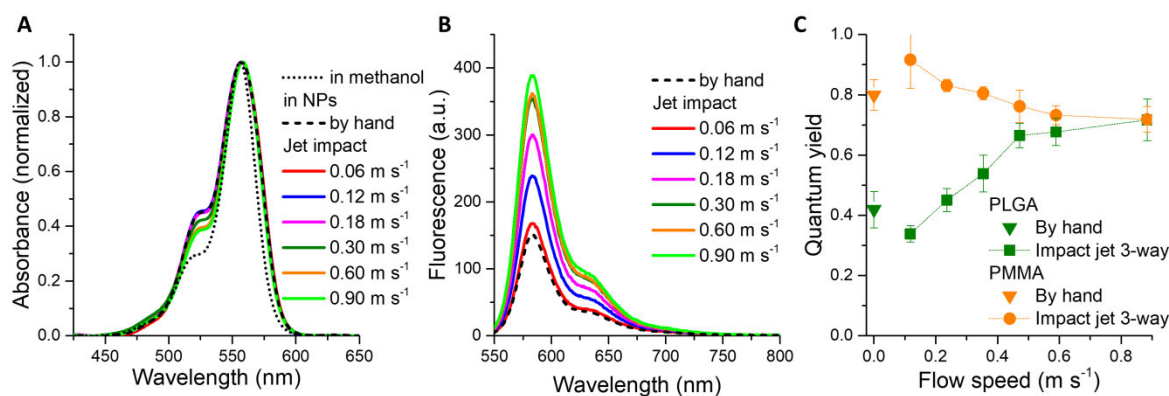 A
Absorbance (normalized)
1.0
0.8
0.6
0.4
0.2
0.0
450
500
550
600
650
Wavelength (nm)
in methanol
in NPs
by hand
Jet impact
0.06 m s⁻¹
0.12 m s⁻¹
0.18 m s⁻¹
0.30 m s⁻¹
0.60 m s⁻¹
0.90 m s⁻¹
B
Fluorescence (a.u.)
400
300
200
100
0
550
600
650
700
750
800
Wavelength (nm)
by hand
Jet impact
0.06 m s⁻¹
0.12 m s⁻¹
0.18 m s⁻¹
0.30 m s⁻¹
0.60 m s⁻¹
0.90 m s⁻¹
C
Quantum yield
1.0
0.8
0.6
0.4
0.2
0.0
0.0
0.2
0.4
0.6
0.8
Flow speed (m s⁻¹)
PLGA
By hand
Impact jet 3-way
PMMA
By hand
Impact jet 3-way